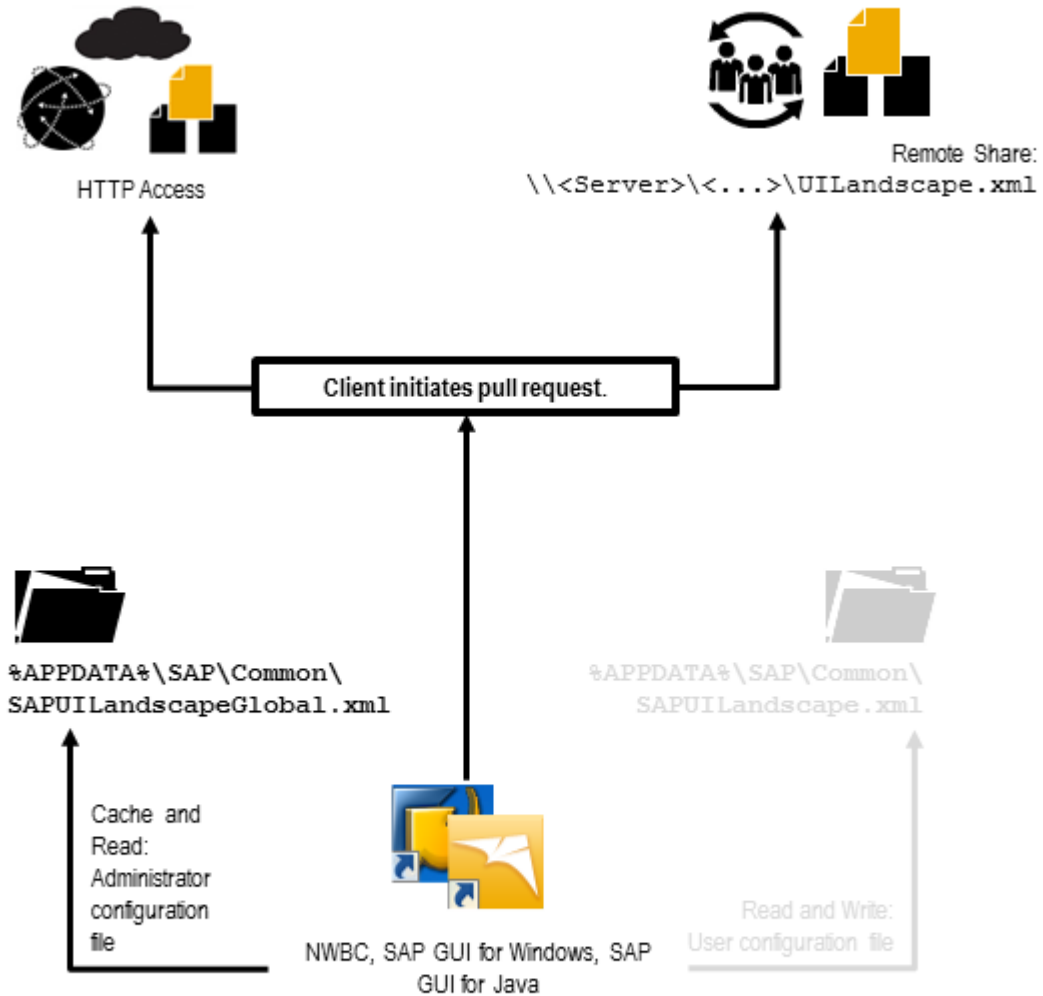 HTTP Access
Remote Share:
\\<Server>\<...>\UILandscape.xml
Client initiates pull request.
%APPDATA%\SAP\Common\
SAPUILandscapeGlobal.xml
%APPDATA%\SAP\Common\
SAPUILandscape.xml
Cache and
Read:
Administrator
configuration
file
Read and Write:
User configuration file
NWBC, SAP GUI for Windows, SAP
GUI for Java